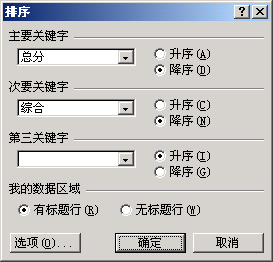 排序
主要关键字
总分
升序(A)
降序(D)
次要关键字
综合
升序(C)
降序(N)
第三关键字
升序(I)
降序(G)
我的数据区域
有标题行(R)
无标题行(W)
选项(O)...
确定
取消